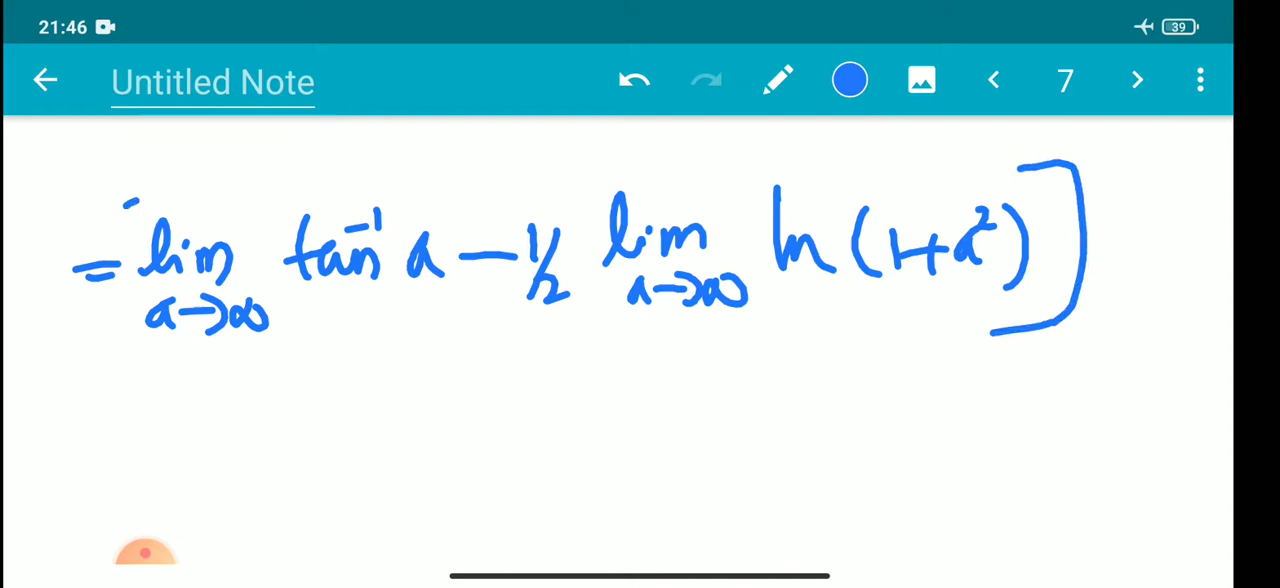 21:46 39
Untitled Note 7
= lim tan⁻¹ a − 1/2 lim ln (1+a²)]
a→∞ a→∞